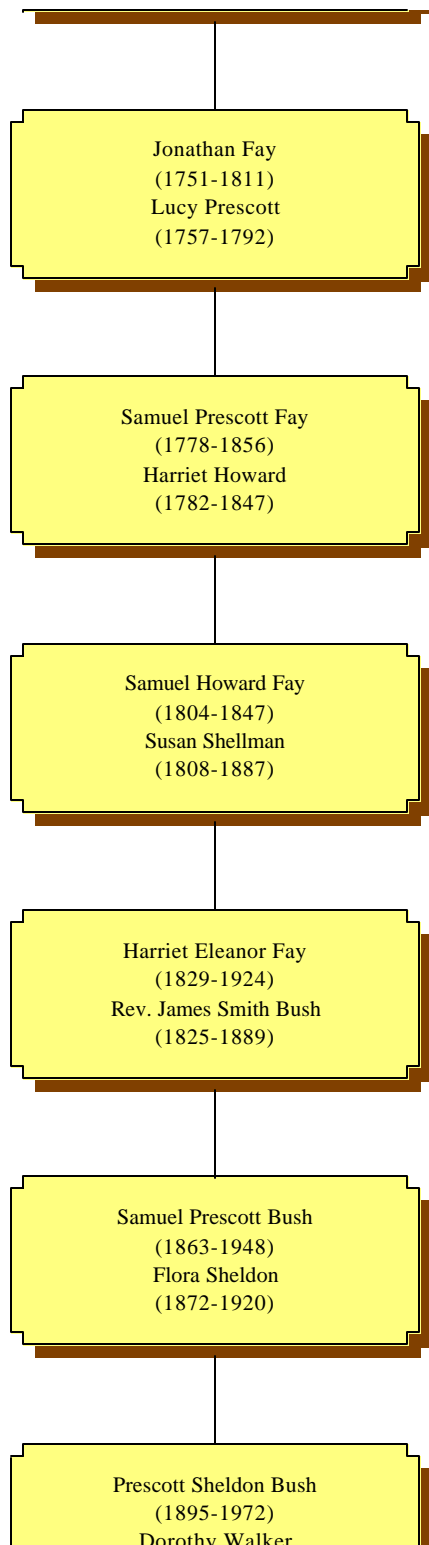 Jonathan Fay
(1751-1811)
Lucy Prescott
(1757-1792)
Samuel Prescott Fay
(1778-1856)
Harriet Howard
(1782-1847)
Samuel Howard Fay
(1804-1847)
Susan Shellman
(1808-1887)
Harriet Eleanor Fay
(1829-1924)
Rev. James Smith Bush
(1825-1889)
Samuel Prescott Bush
(1863-1948)
Flora Sheldon
(1872-1920)
Prescott Sheldon Bush
(1895-1972)
Dorothy Walker